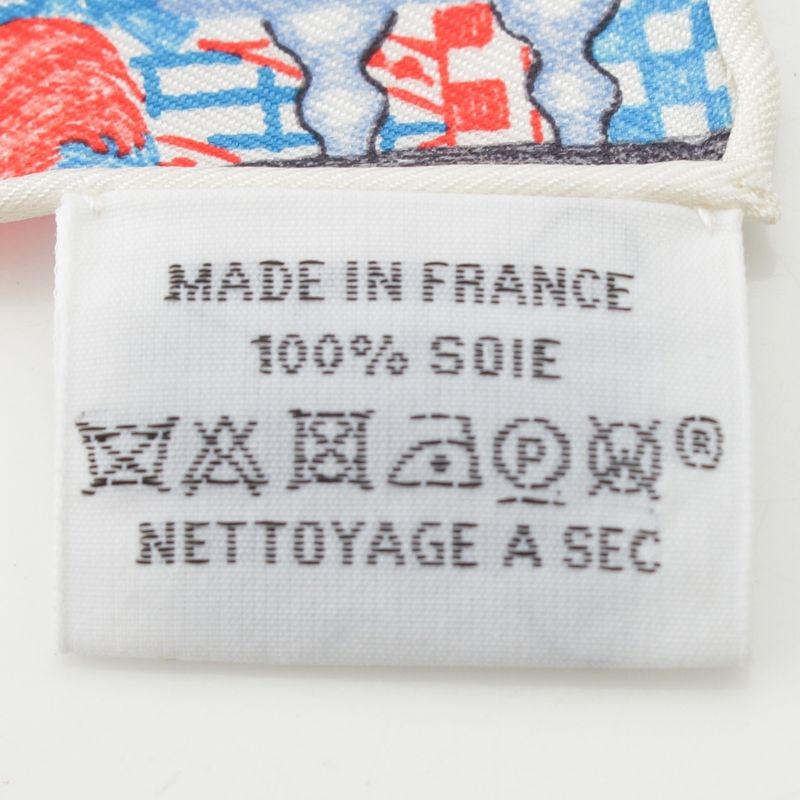 MADE IN FRANCE
100% SOIE
P W ®
NETTOYAGE A SEC